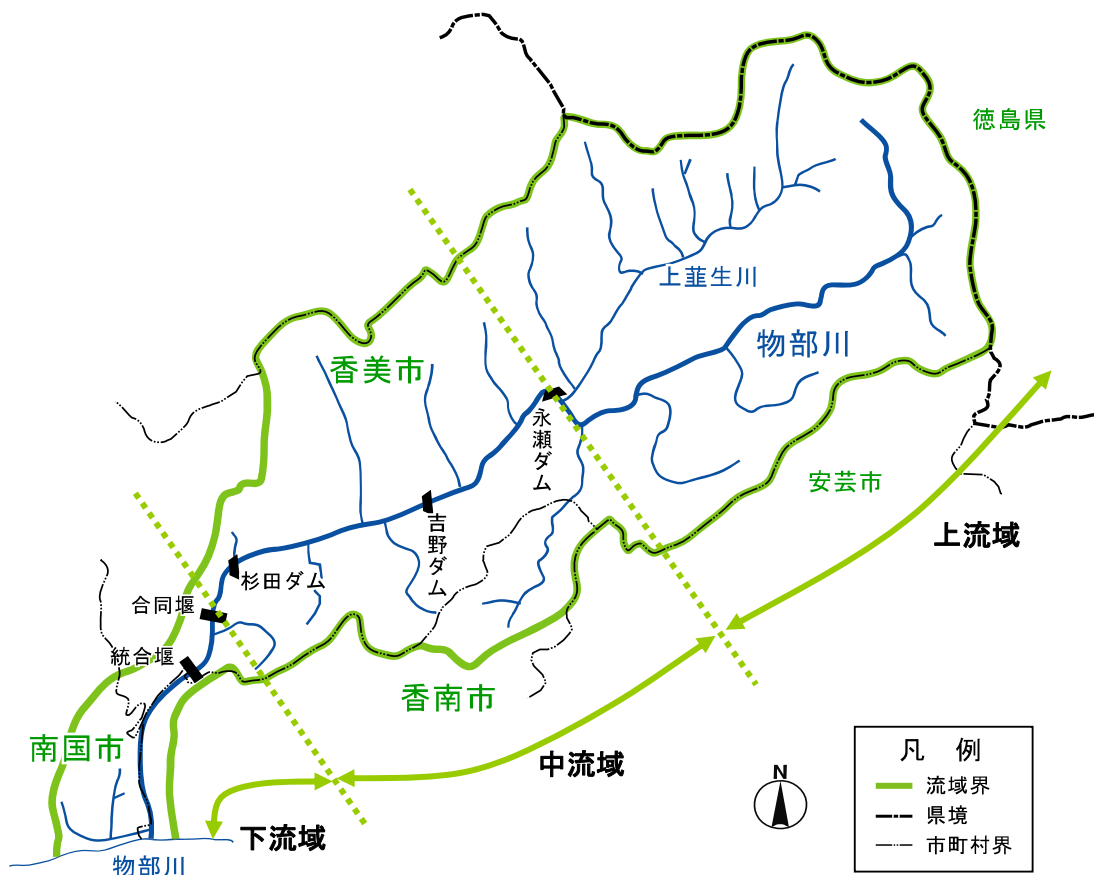 徳島県
上韮生川
物部川
香美市
永瀬ダム
安芸市
吉野ダム
上流域
杉田ダム
合同堰
統合堰
香南市
南国市
中流域
N
下流域
物部川
凡 例
流域界
県境
市町村界